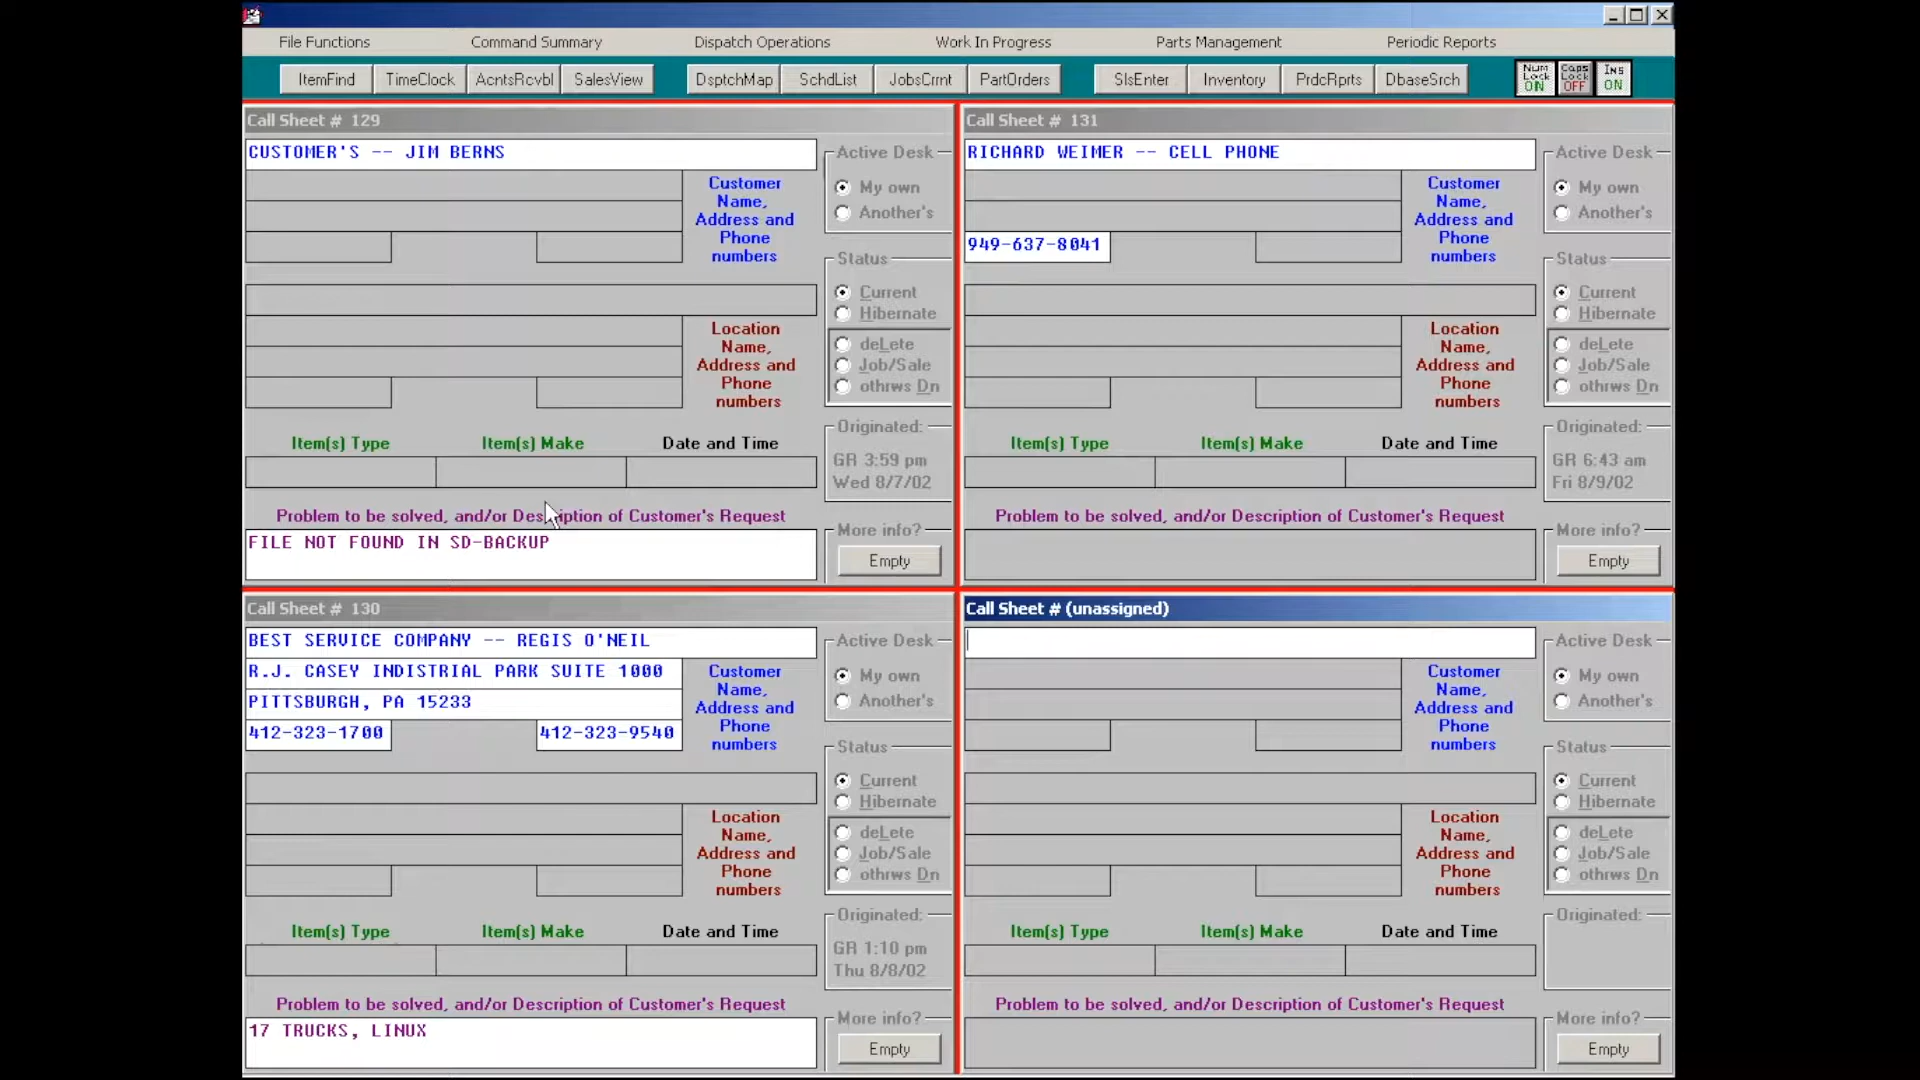 File Functions Command Summary Dispatch Operations Work In Progress Parts Management Periodic Reports
ItemFind TimeClock AcntsRcvbl SalesView DsptchMap SchdList JobsCrrnt PartOrders SlsEnter Inventory PrdcRprts DbaseSrch
Num Lock ON Caps Lock OFF Ins ON
Call Sheet # 129
CUSTOMER'S -- JIM BERNS
Customer
Name,
Address and
Phone
numbers
Location
Name,
Address and
Phone
numbers
Item(s) Type Item(s) Make Date and Time
Problem to be solved, and/or Description of Customer's Request
FILE NOT FOUND IN SD-BACKUP
Active Desk
My own
Another's
Status
Current
Hibernate
deLete
Job/Sale
othrws Dn
Originated:
GR 3:59 pm
Wed 8/7/02
More info?
Empty
Call Sheet # 131
RICHARD WEIMER -- CELL PHONE
949-637-8041
Customer
Name,
Address and
Phone
numbers
Location
Name,
Address and
Phone
numbers
Item(s) Type Item(s) Make Date and Time
Problem to be solved, and/or Description of Customer's Request
Active Desk
My own
Another's
Status
Current
Hibernate
deLete
Job/Sale
othrws Dn
Originated:
GR 6:43 am
Fri 8/9/02
More info?
Empty
Call Sheet # 130
BEST SERVICE COMPANY -- REGIS O'NEIL
R.J. CASEY INDISTRIAL PARK SUITE 1000
PITTSBURGH, PA 15233
412-323-1700 412-323-9540
Customer
Name,
Address and
Phone
numbers
Location
Name,
Address and
Phone
numbers
Item(s) Type Item(s) Make Date and Time
Problem to be solved, and/or Description of Customer's Request
17 TRUCKS, LINUX
Active Desk
My own
Another's
Status
Current
Hibernate
deLete
Job/Sale
othrws Dn
Originated:
GR 1:10 pm
Thu 8/8/02
More info?
Empty
Call Sheet # (unassigned)
Customer
Name,
Address and
Phone
numbers
Location
Name,
Address and
Phone
numbers
Item(s) Type Item(s) Make Date and Time
Problem to be solved, and/or Description of Customer's Request
Active Desk
My own
Another's
Status
Current
Hibernate
deLete
Job/Sale
othrws Dn
Originated:
More info?
Empty